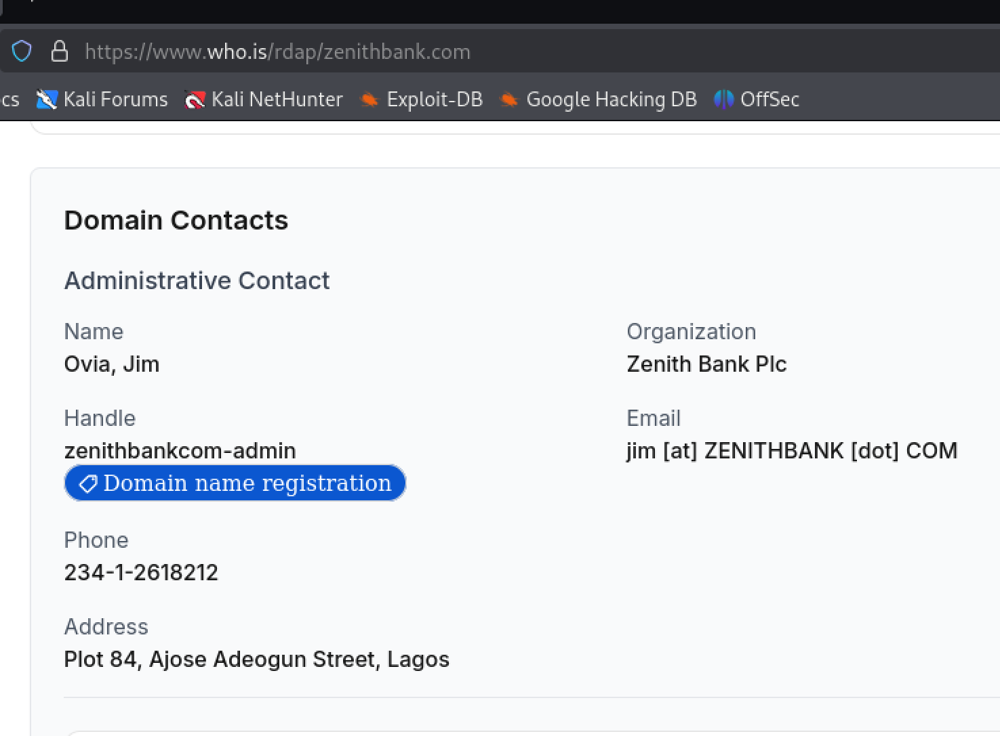 https://www.who.is/rdap/zenithbank.com
cs Kali Forums Kali NetHunter Exploit-DB Google Hacking DB OffSec
Domain Contacts
Administrative Contact
Name Organization
Ovia, Jim Zenith Bank Plc
Handle Email
zenithbankcom-admin jim [at] ZENITHBANK [dot] COM
Domain name registration
Phone
234-1-2618212
Address
Plot 84, Ajose Adeogun Street, Lagos